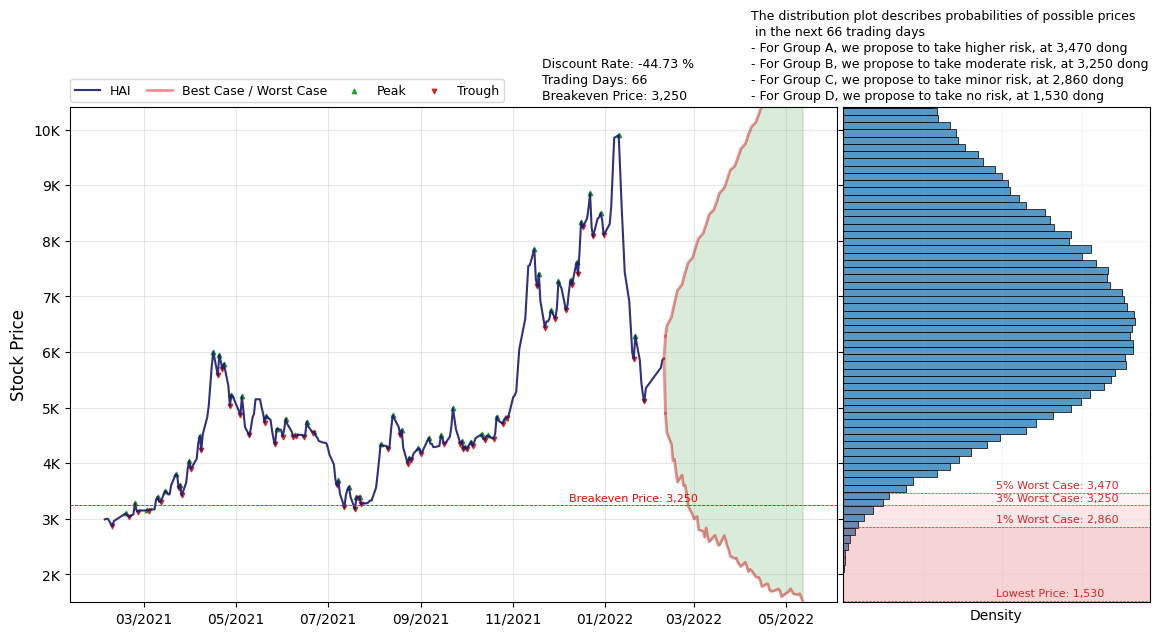 The distribution plot describes probabilities of possible prices
in the next 66 trading days
- For Group A, we propose to take higher risk, at 3,470 dong
- For Group B, we propose to take moderate risk, at 3,250 dong
- For Group C, we propose to take minor risk, at 2,860 dong
- For Group D, we propose to take no risk, at 1,530 dong
Discount Rate: -44.73 %
Trading Days: 66
Breakeven Price: 3,250
HAI
Best Case / Worst Case
Peak
Trough
Stock Price
10K
9K
8K
7K
6K
5K
4K
3K
2K
Breakeven Price: 3,250
5% Worst Case: 3,470
3% Worst Case: 3,250
1% Worst Case: 2,860
Lowest Price: 1,530
03/2021
05/2021
07/2021
09/2021
11/2021
01/2022
03/2022
05/2022
Density